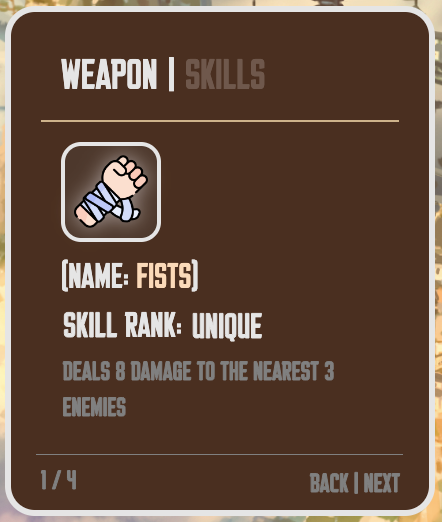 WEAPON | SKILLS
(NAME: FISTS)
SKILL RANK: UNIQUE
DEALS 8 DAMAGE TO THE NEAREST 3
ENEMIES
1 / 4
BACK | NEXT